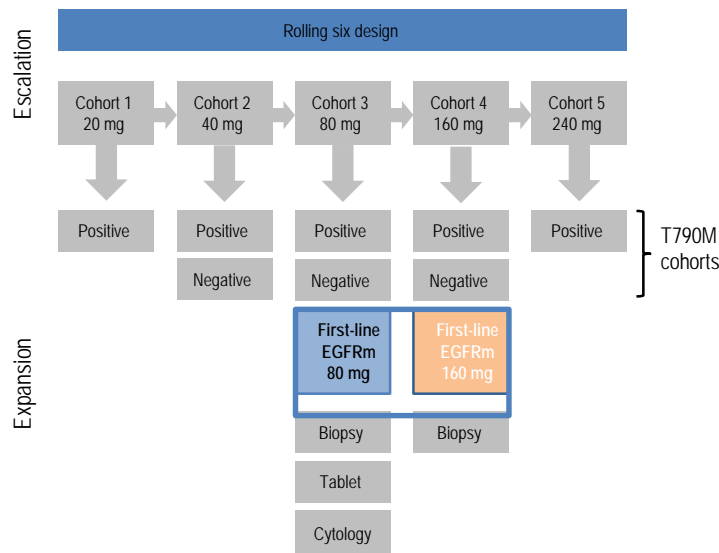 Rolling six design
Escalation
Cohort 1
20 mg
Cohort 2
40 mg
Cohort 3
80 mg
Cohort 4
160 mg
Cohort 5
240 mg
Positive
Positive
Positive
Positive
Positive
T790M
cohorts
Negative
Negative
Negative
Expansion
First-line
EGFRm
80 mg
First-line
EGFRm
160 mg
Biopsy
Biopsy
Tablet
Cytology